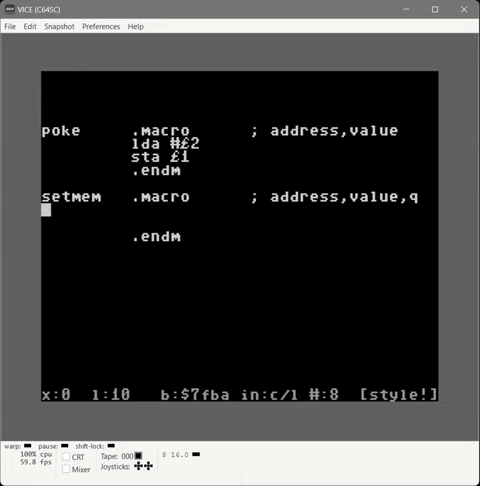 VICE (C64SC)
File Edit Snapshot Preferences Help
poke .macro ; address,value
lda #£2
sta £1
.endm
setmem .macro ; address,value,q
.endm
x:0 l:10 b:$7fba in:c/l #:8 [style!]
warp: pause: shift-lock:
100% cpu
59.8 fps
CRT
Mixer
Tape: 000
Joysticks:
8 16.0